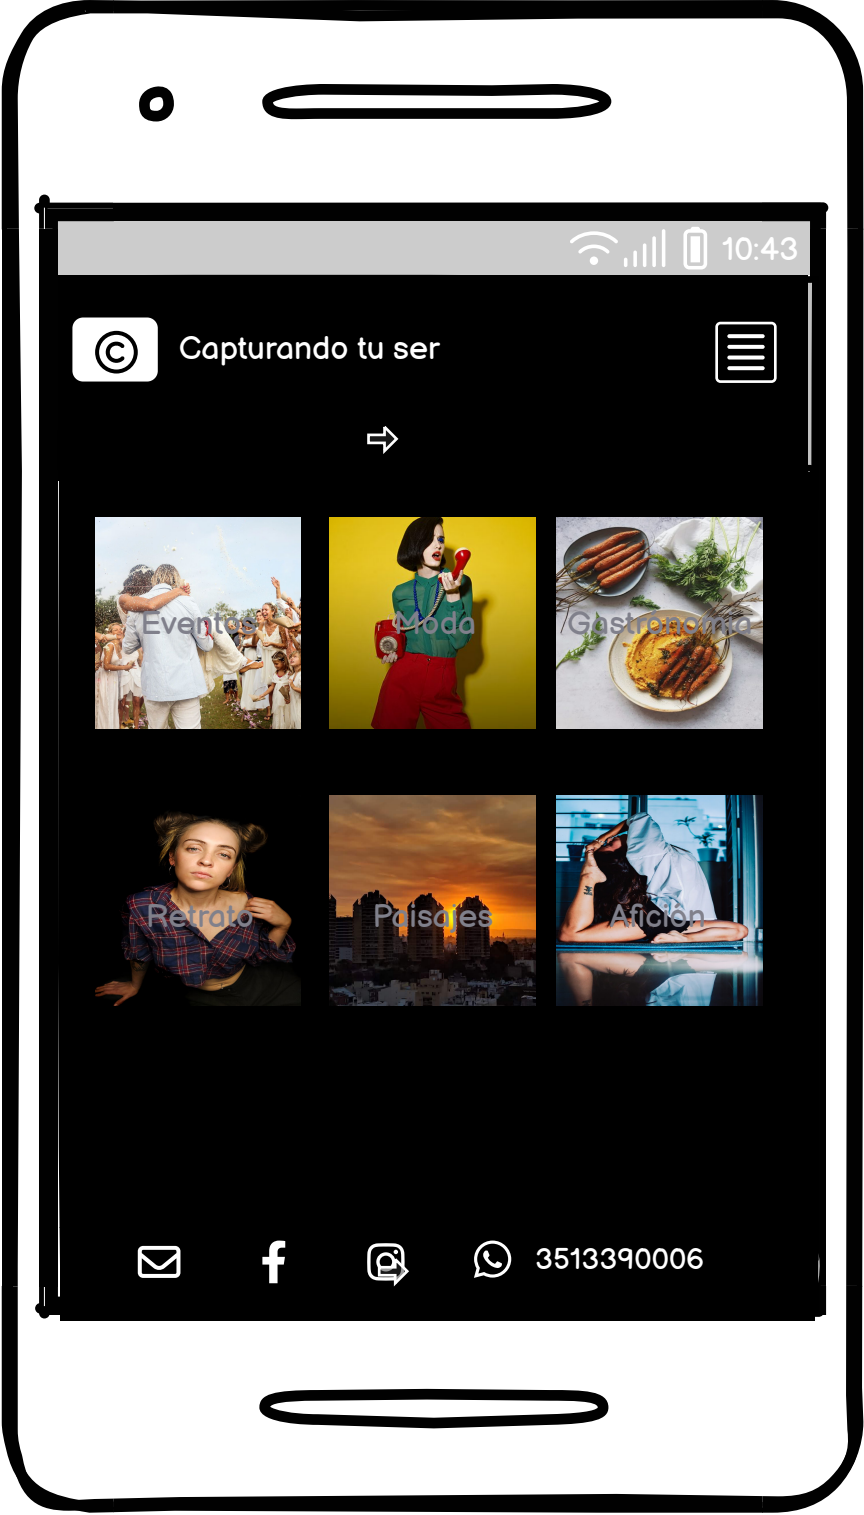 10:43
© Capturando tu ser
Eventos Moda Gastronomía
Retrato Paisajes Afición
3513390006